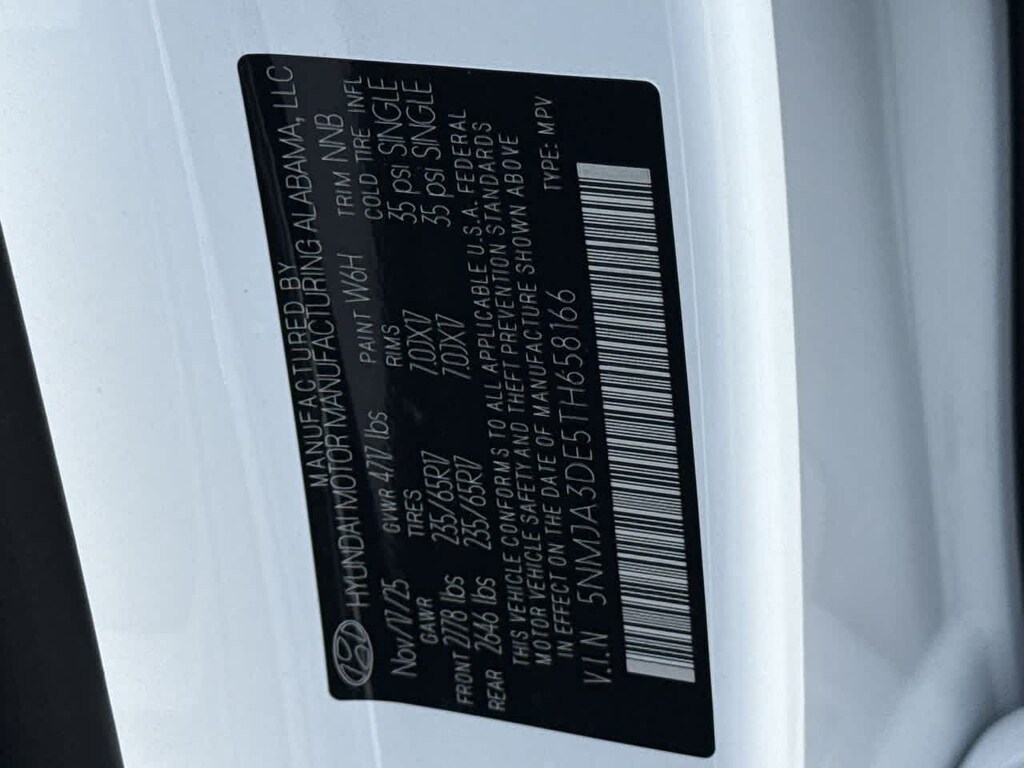 MANUFACTURED BY
HYUNDAI MOTOR MANUFACTURING ALABAMA, LLC
Nov/17/25 GVWR 4717 lbs PAINT W6H TRIM NNB
GAWR TIRES RIMS COLD TIRE INFL
FRONT 2778 lbs 235/65R17 7.0JX17 35 psi SINGLE
REAR 2646 lbs 235/65R17 7.0JX17 35 psi SINGLE
THIS VEHICLE CONFORMS TO ALL APPLICABLE U.S.A. FEDERAL
MOTOR VEHICLE SAFETY AND THEFT PREVENTION STANDARDS
IN EFFECT ON THE DATE OF MANUFACTURE SHOWN ABOVE
V.I.N 5NMJA3DE5TH658166 TYPE: MPV